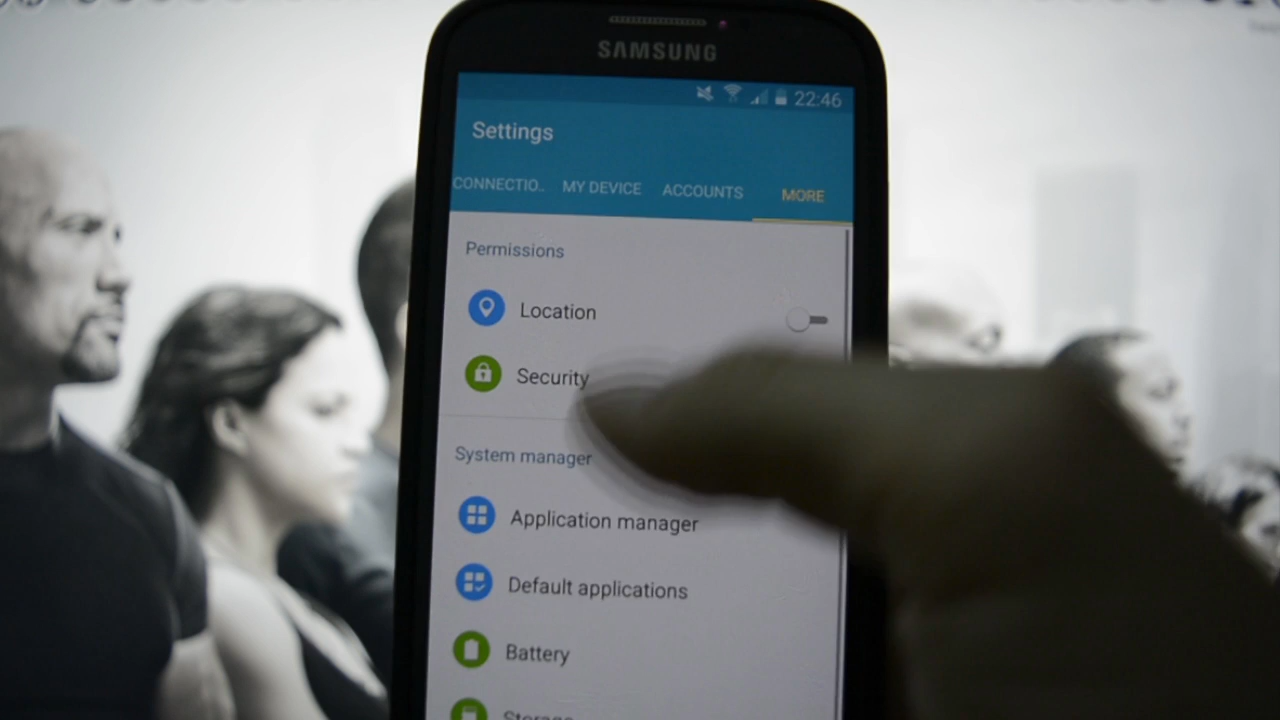 SAMSUNG
22:46
Settings
CONNECTIO.. MY DEVICE ACCOUNTS MORE
Permissions
Location
Security
System manager
Application manager
Default applications
Battery
Storage